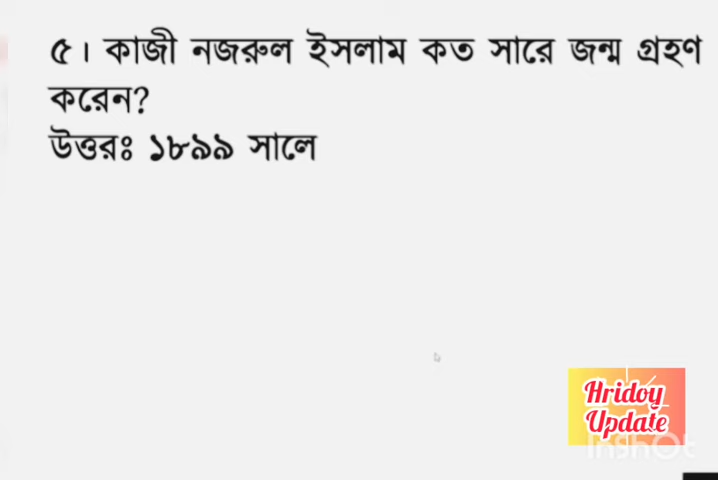 ৫। কাজী নজরুল ইসলাম কত সারে জন্ম গ্রহণ
করেন?
উত্তরঃ ১৮৯৯ সালে
Hridoy
Update
InShOt